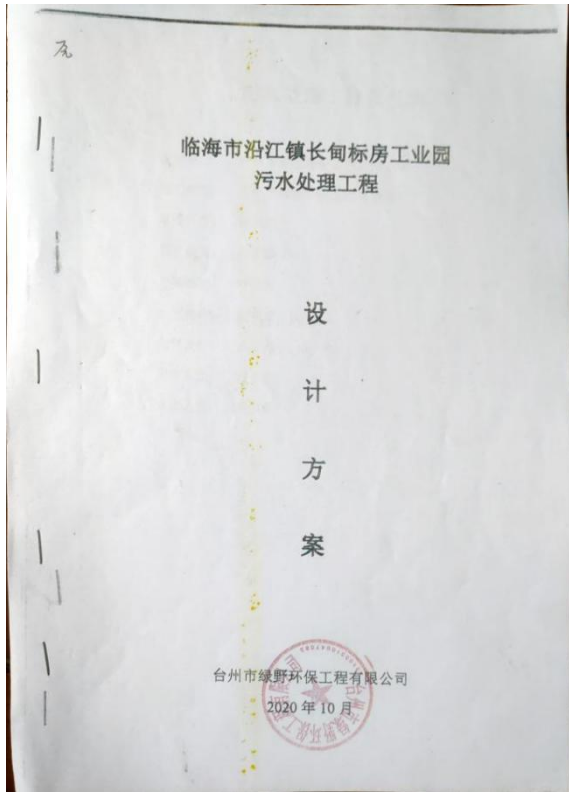 临海市沿江镇长甸标房工业园
污水处理工程
设
计
方
案
台州市绿野环保工程有限公司
2020年10月